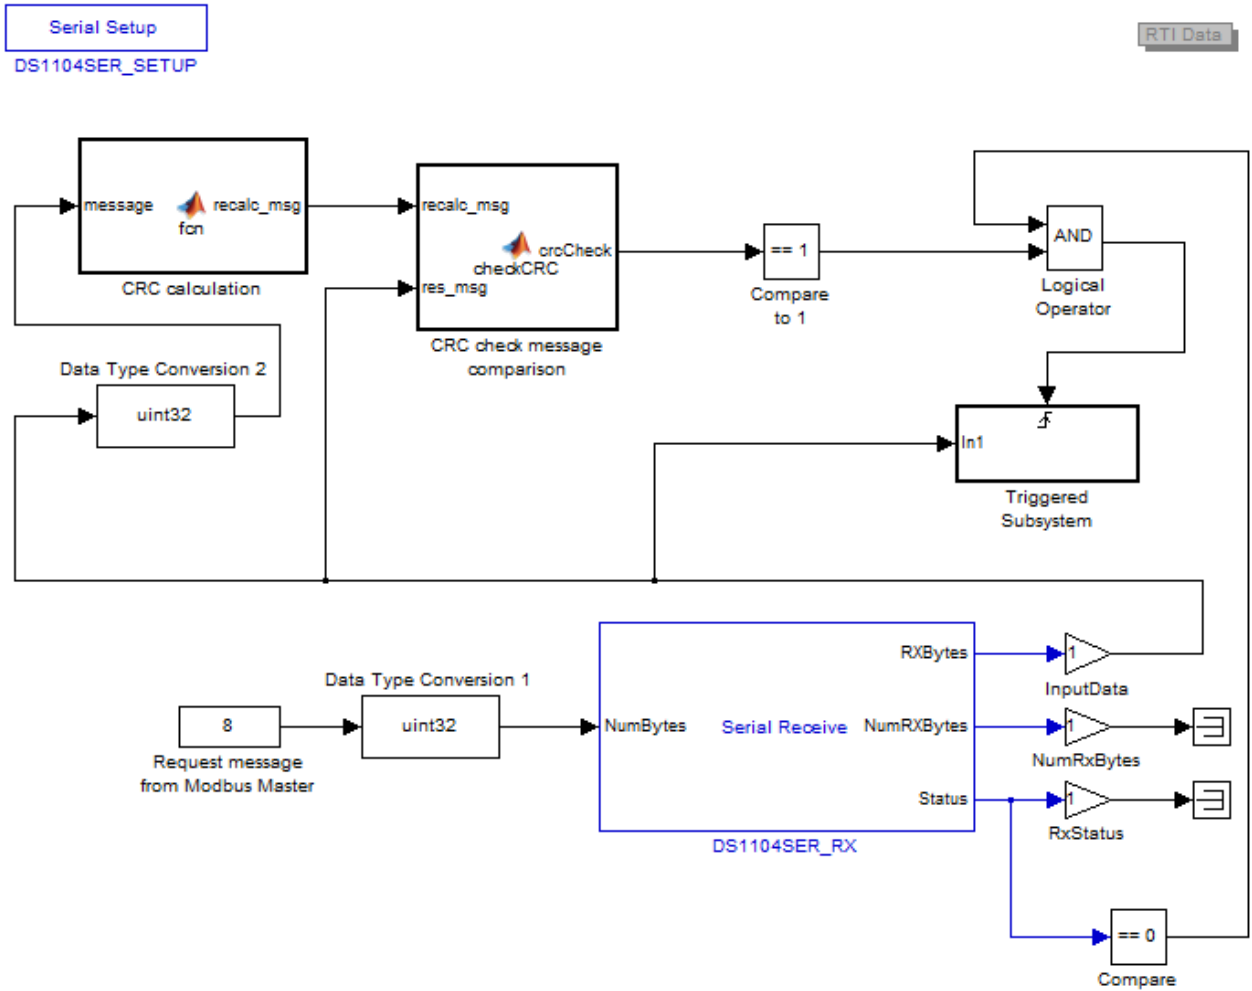 Serial Setup
DS1104SER_SETUP
RTI Data
message
fcn
recalc_msg
CRC calculation
recalc_msg
checkCRC
crcCheck
res_msg
CRC check message
comparison
== 1
Compare
to 1
AND
Logical
Operator
Data Type Conversion 2
uint32
In1
Triggered
Subsystem
8
Request message
from Modbus Master
Data Type Conversion 1
uint32
NumBytes
Serial Receive
RXBytes
NumRXBytes
Status
DS1104SER_RX
1
InputData
1
NumRxBytes
1
RxStatus
== 0
Compare